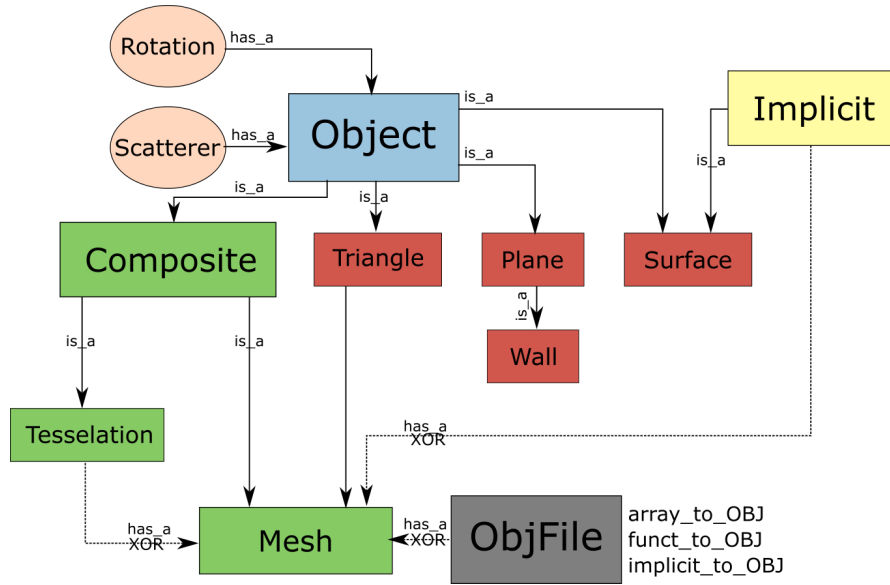 Rotation
has_a
Scatterer
has_a
Object
is_a
is_a
Implicit
is_a
is_a
is_a
Composite
Triangle
Plane
Surface
is_a
is_a
is_a
Wall
Tesselation
has_a
XOR
has_a
XOR
Mesh
has_a
XOR
ObjFile
array_to_OBJ
funct_to_OBJ
implicit_to_OBJ